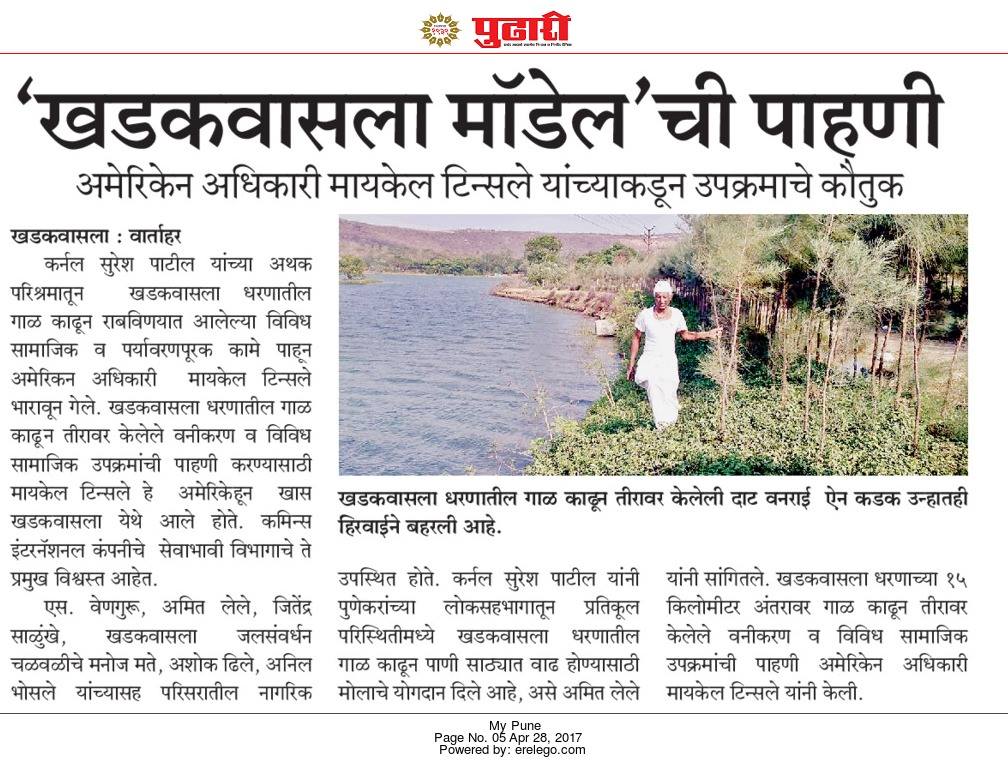 पुढारी
'खडकवासला मॉडेल'ची पाहणी
अमेरिकेन अधिकारी मायकेल टिन्सले यांच्याकडून उपक्रमाचे कौतुक
खडकवासला : वार्ताहर
कर्नल सुरेश पाटील यांच्या अथक
परिश्रमातून खडकवासला धरणातील
गाळ काढून राबविणयात आलेल्या विविध
सामाजिक व पर्यावरणपूरक कामे पाहून
अमेरिकन अधिकारी मायकेल टिन्सले
भारावून गेले. खडकवासला धरणातील गाळ
काढून तीरावर केलेले वनीकरण व विविध
सामाजिक उपक्रमांची पाहणी करण्यासाठी
मायकेल टिन्सले हे अमेरिकेहून खास
खडकवासला येथे आले होते. कमिन्स
इंटरनॅशनल कंपनीचे सेवाभावी विभागाचे ते
प्रमुख विश्वस्त आहेत.
एस. वेणगुरू, अमित लेले, जितेंद्र
साळुंखे, खडकवासला जलसंवर्धन
चळवळीचे मनोज मते, अशोक ढिले, अनिल
भोसले यांच्यासह परिसरातील नागरिक
खडकवासला धरणातील गाळ काढून तीरावर केलेली दाट वनराई ऐन कडक उन्हातही
हिरवाईने बहरली आहे.
उपस्थित होते. कर्नल सुरेश पाटील यांनी
पुणेकरांच्या लोकसहभागातून प्रतिकूल
परिस्थितीमध्ये खडकवासला धरणातील
गाळ काढून पाणी साठ्यात वाढ होण्यासाठी
मोलाचे योगदान दिले आहे, असे अमित लेले
यांनी सांगितले. खडकवासला धरणाच्या १५
किलोमीटर अंतरावर गाळ काढून तीरावर
केलेले वनीकरण व विविध सामाजिक
उपक्रमांची पाहणी अमेरिकेन अधिकारी
मायकेल टिन्सले यांनी केली.
My Pune
Page No. 05 Apr 28, 2017
Powered by: erelego.com